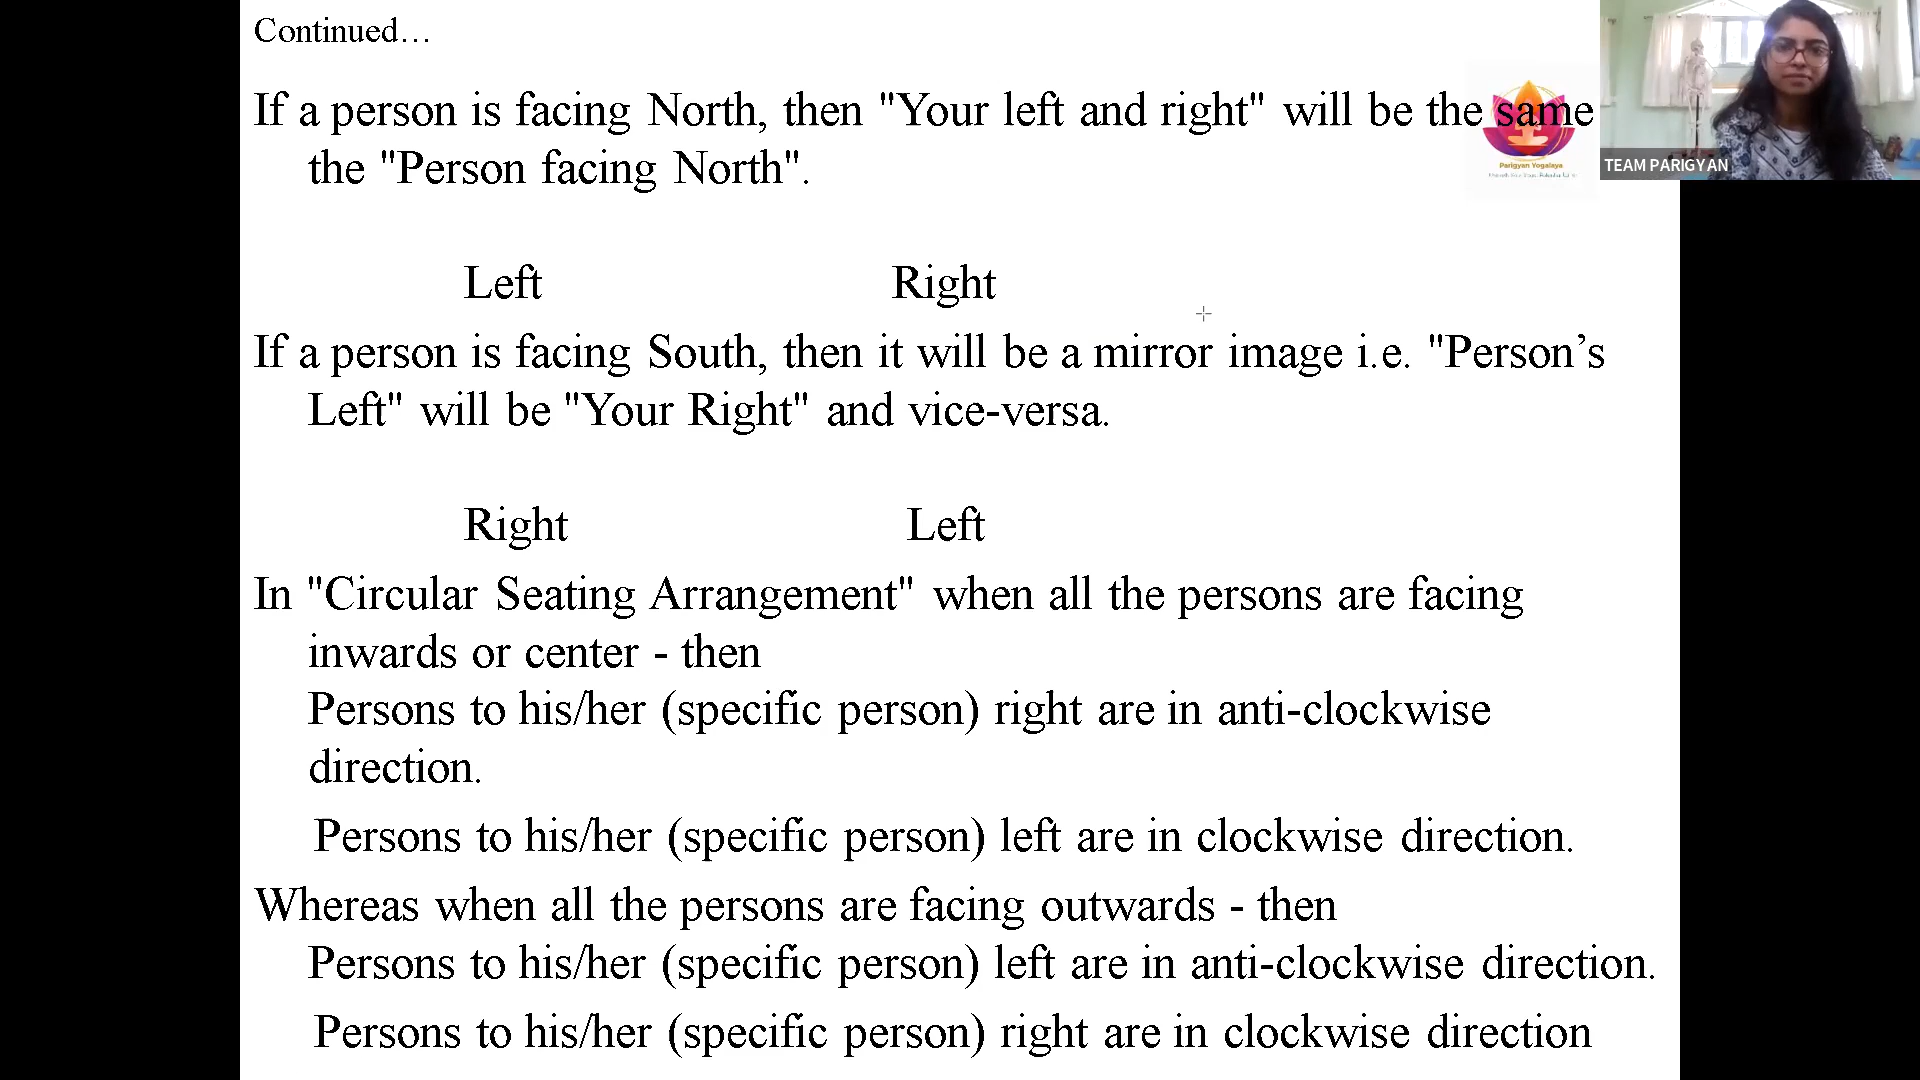 Continued…
If a person is facing North, then "Your left and right" will be the same
the "Person facing North".
Parigyan Yogalaya
TEAM PARIGYAN
Left Right
If a person is facing South, then it will be a mirror image i.e. "Person’s
Left" will be "Your Right" and vice-versa.
Right Left
In "Circular Seating Arrangement" when all the persons are facing
inwards or center - then
Persons to his/her (specific person) right are in anti-clockwise
direction.
Persons to his/her (specific person) left are in clockwise direction.
Whereas when all the persons are facing outwards - then
Persons to his/her (specific person) left are in anti-clockwise direction.
Persons to his/her (specific person) right are in clockwise direction